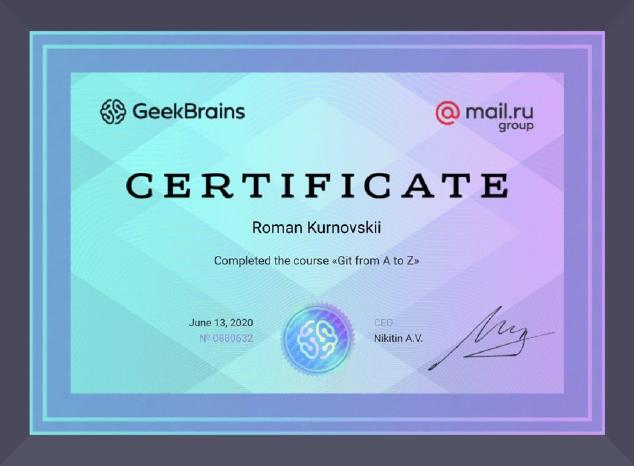 GeekBrains
@mail.ru
group
CERTIFICATE
Roman Kurnovskii
Completed the course «Git from A to Z»
June 13, 2020
№ 0880632
CEO
Nikitin A.V.